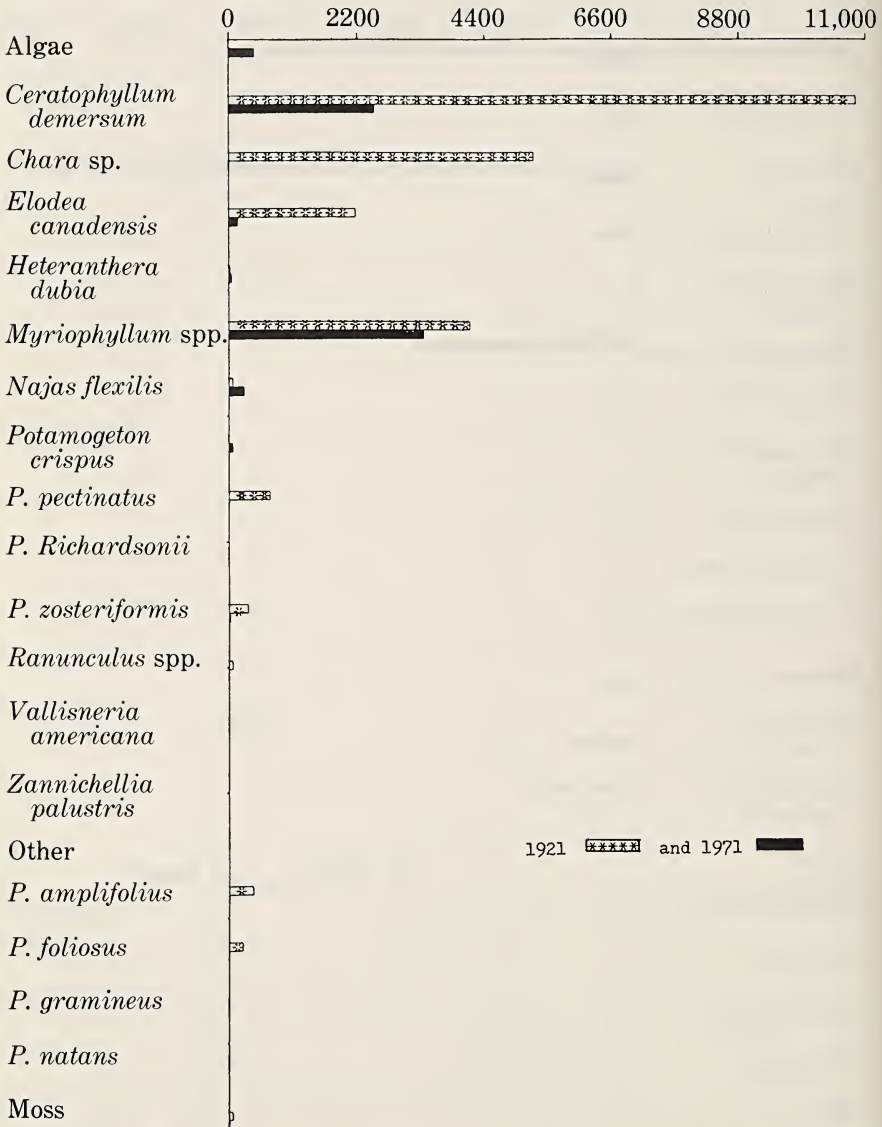 0 2200 4400 6600 8800 11,000
Algae
Ceratophyllum
demersum
Chara sp.
Elodea
canadensis
Heteranthera
dubia
Myriophyllum spp.
Najas flexilis
Potamogeton
crispus
P. pectinatus
P. Richardsonii
P. zosteriformis
Ranunculus spp.
Vallisneria
americana
Zannichellia
palustris
Other
1921 and 1971
P. amplifolius
P. foliosus
P. gramineus
P. natans
Moss